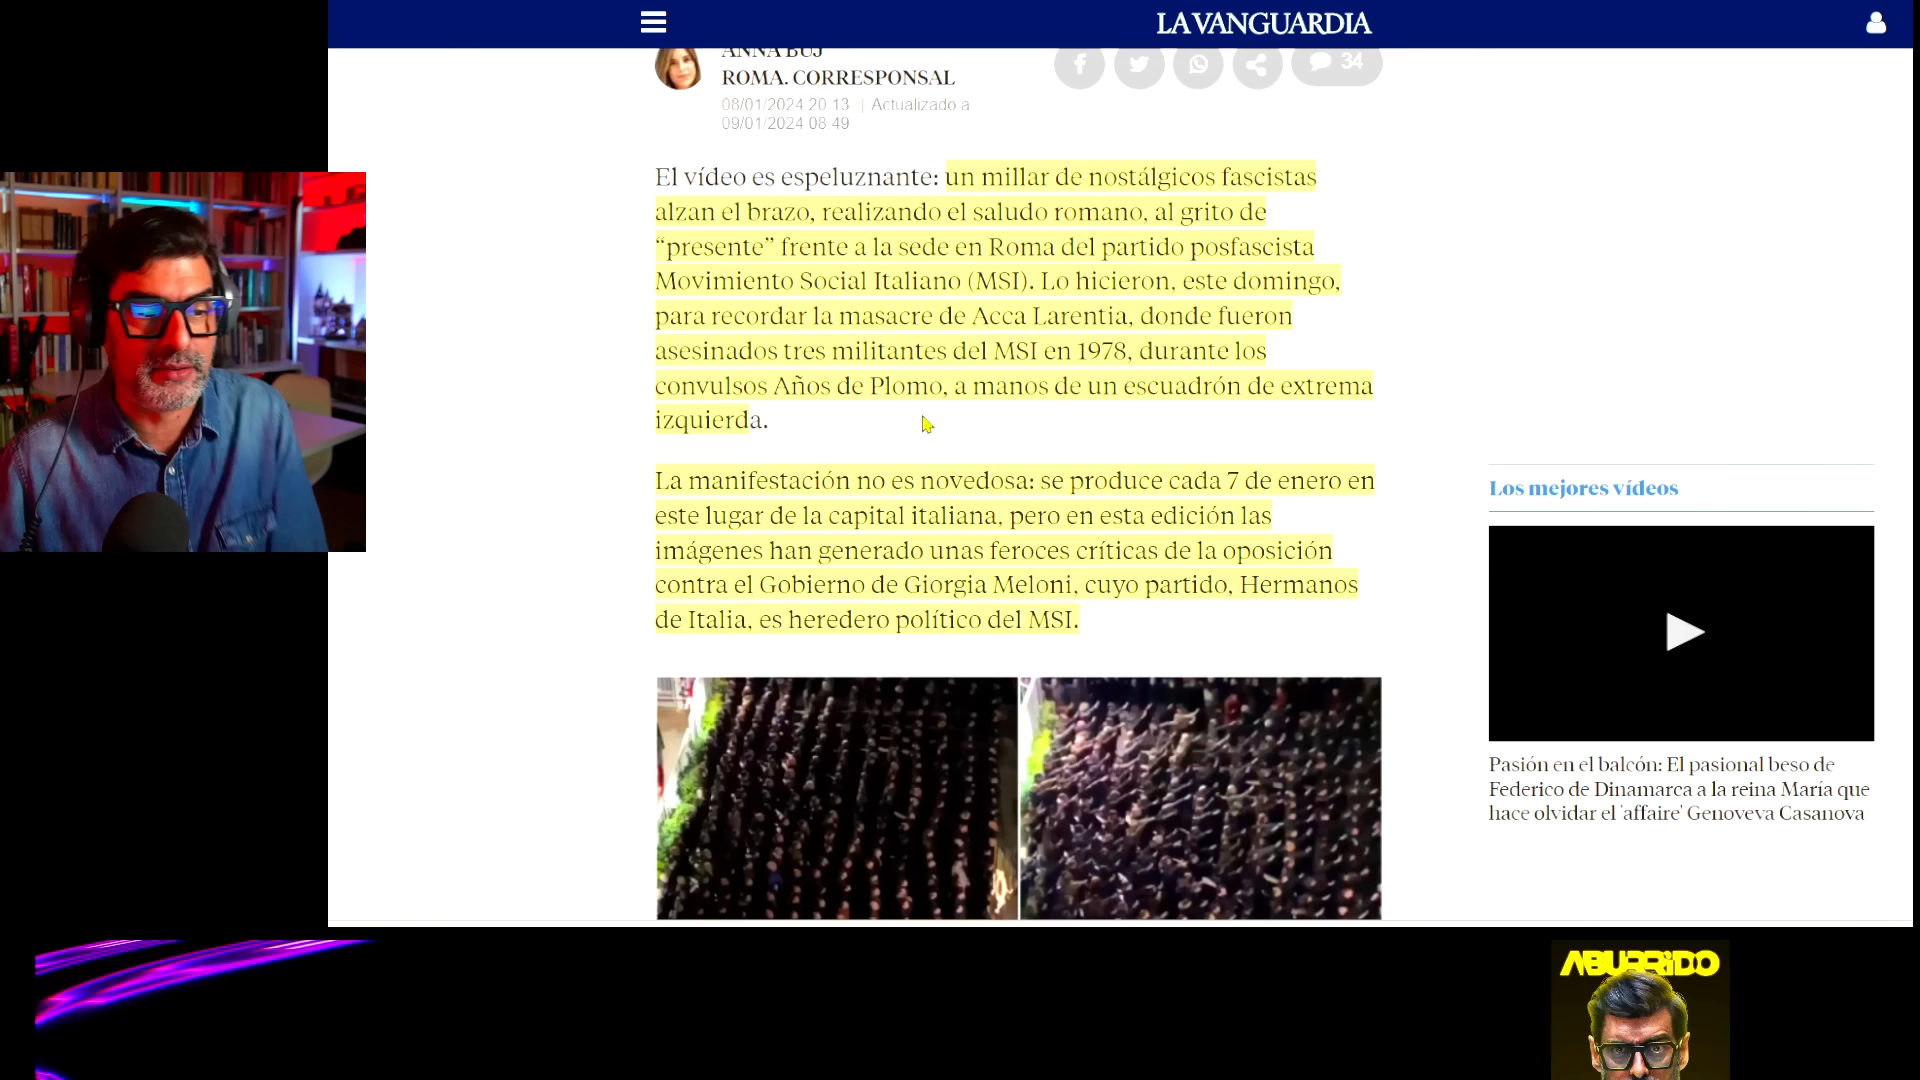 LA VANGUARDIA
ANNA BUJ
ROMA. CORRESPONSAL
08/01/2024 20:13 | Actualizado a
09/01/2024 08:49
34
El vídeo es espeluznante: un millar de nostálgicos fascistas
alzan el brazo, realizando el saludo romano, al grito de
“presente” frente a la sede en Roma del partido posfascista
Movimiento Social Italiano (MSI). Lo hicieron, este domingo,
para recordar la masacre de Acca Larentia, donde fueron
asesinados tres militantes del MSI en 1978, durante los
convulsos Años de Plomo, a manos de un escuadrón de extrema
izquierda.
La manifestación no es novedosa: se produce cada 7 de enero en
este lugar de la capital italiana, pero en esta edición las
imágenes han generado unas feroces críticas de la oposición
contra el Gobierno de Giorgia Meloni, cuyo partido, Hermanos
de Italia, es heredero político del MSI.
Los mejores vídeos
Pasión en el balcón: El pasional beso de
Federico de Dinamarca a la reina María que
hace olvidar el 'affaire' Genoveva Casanova
ABURRIDO